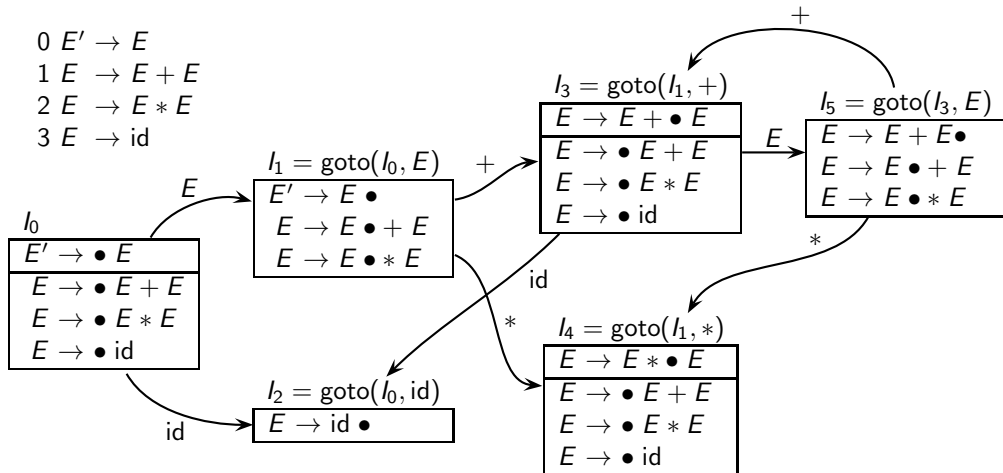 0 E′ → E
1 E → E + E
2 E → E ∗ E
3 E → id
I0
E′ → • E
E → • E + E
E → • E ∗ E
E → • id
E
id
I1 = goto(I0, E)
E′ → E •
E → E • + E
E → E • ∗ E
+
∗
I2 = goto(I0, id)
E → id •
I3 = goto(I1, +)
E → E + • E
E → • E + E
E → • E ∗ E
E → • id
id
E
I4 = goto(I1, ∗)
E → E ∗ • E
E → • E + E
E → • E ∗ E
E → • id
+
I5 = goto(I3, E)
E → E + E•
E → E • + E
E → E • ∗ E
∗